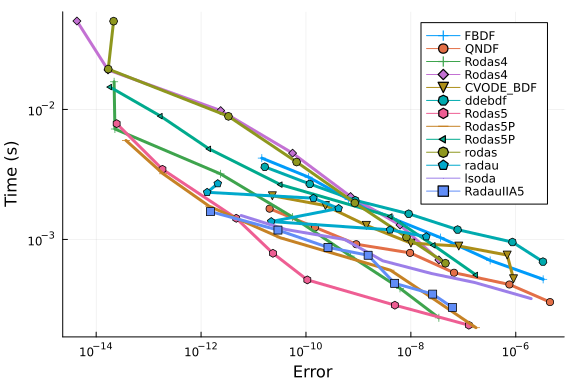 FBDF
QNDF
Rodas4
Rodas4
CVODE_BDF
ddebdf
Rodas5
Rodas5P
Rodas5P
rodas
radau
lsoda
RadauIIA5
Time (s)
10⁻²
10⁻³
10⁻¹⁴ 10⁻¹² 10⁻¹⁰ 10⁻⁸ 10⁻⁶
Error